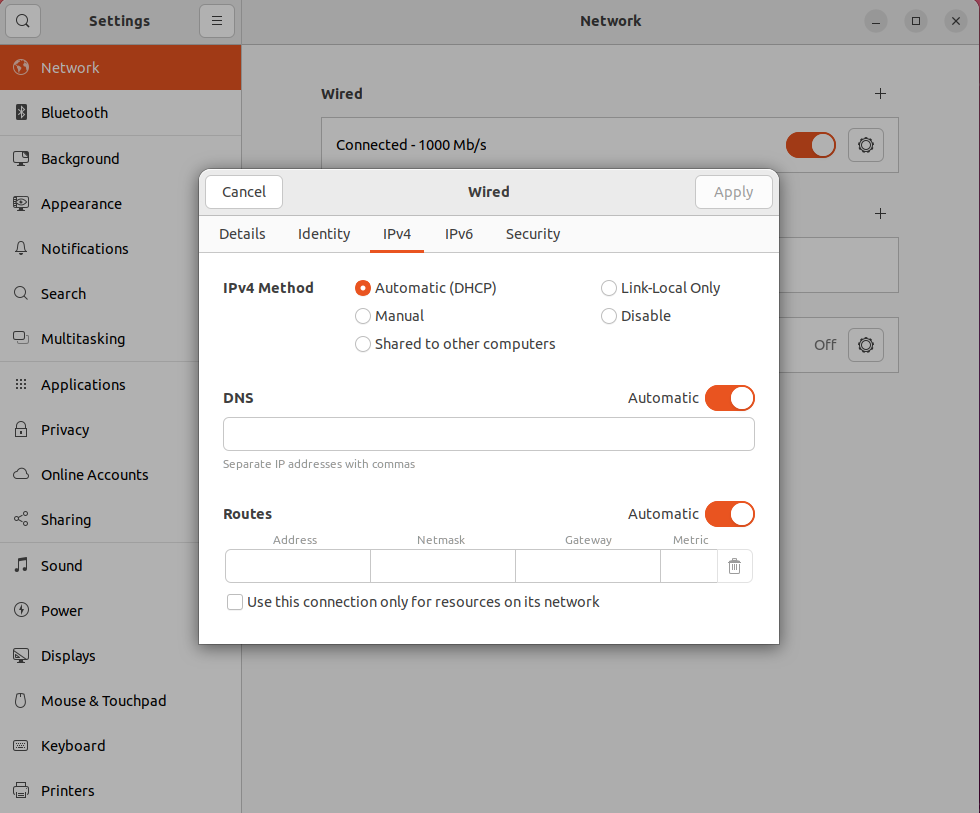 Settings
Network
Network
Bluetooth
Background
Appearance
Notifications
Search
Multitasking
Applications
Privacy
Online Accounts
Sharing
Sound
Power
Displays
Mouse & Touchpad
Keyboard
Printers
Wired
Connected - 1000 Mb/s
Off
Cancel
Wired
Apply
Details
Identity
IPv4
IPv6
Security
IPv4 Method
Automatic (DHCP)
Link-Local Only
Manual
Disable
Shared to other computers
DNS
Automatic
Separate IP addresses with commas
Routes
Automatic
Address
Netmask
Gateway
Metric
Use this connection only for resources on its network